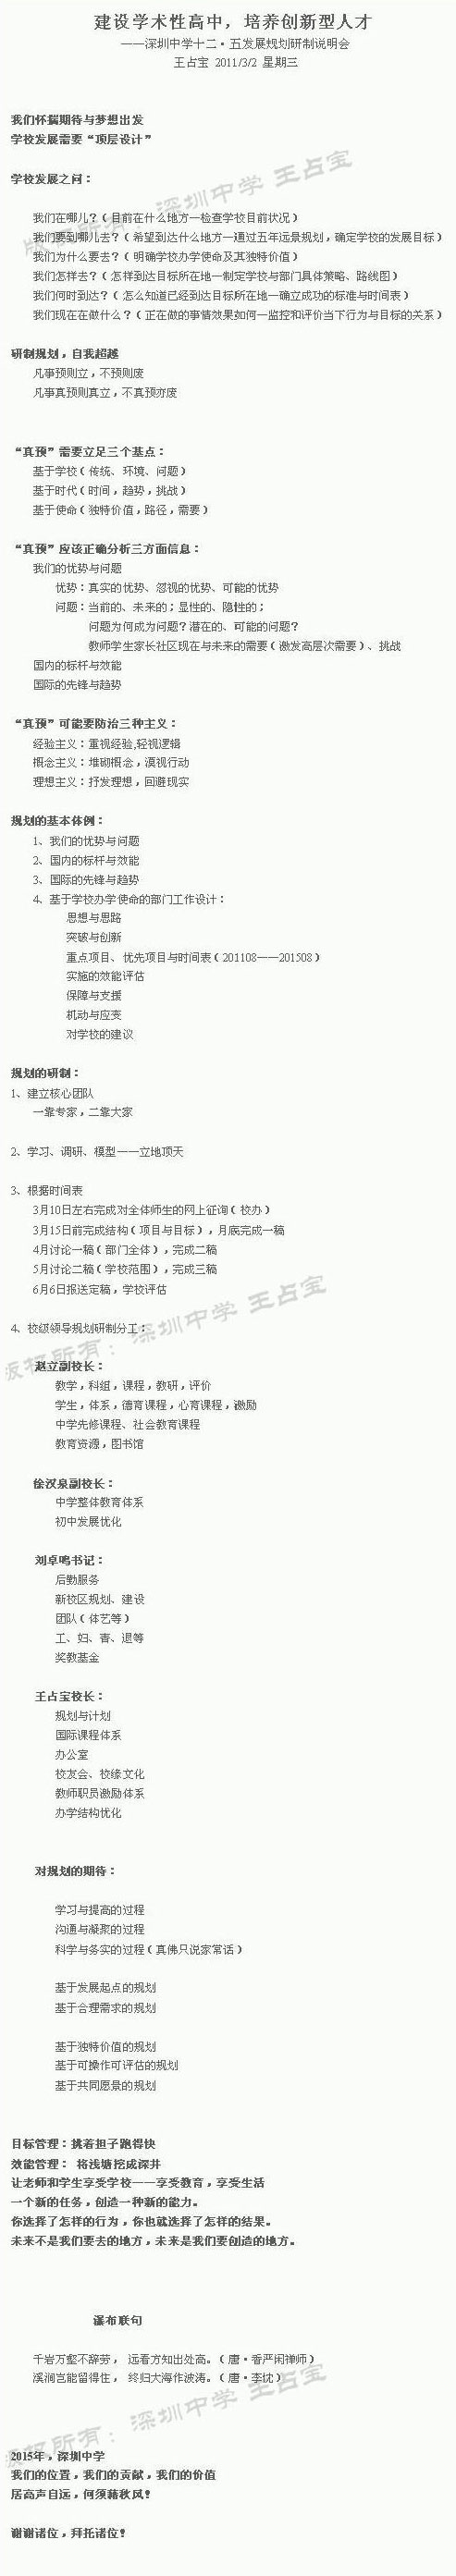 建设学术性高中，培养创新型人才
——深圳中学十二·五发展规划研制说明会
王占宝 2011/3/2 星期三
我们怀揣期待与梦想出发
学校发展需要“顶层设计”
学校发展之问：
版权所有：深圳中学 王占宝
我们在哪儿？（目前在什么地方—检查学校目前状况）
我们要到哪儿去？（希望到达什么地方—通过五年远景规划，确定学校的发展目标）
我们为什么要去？（明确学校办学使命及其独特价值）
我们怎样去？（怎样到达目标所在地—制定学校与部门具体策略、路线图）
我们何时到达？（怎么知道已经到达目标所在地—确立成功的标准与时间表）
我们现在在做什么？（正在做的事情效果如何—监控和评价当下行为与目标的关系）
研制规划，自我超越
凡事预则立，不预则废
凡事真预则真立，不真预亦废
“真预”需要立足三个基点：
基于学校（传统、环境、问题）
基于时代（时间，趋势，挑战）
基于使命（独特价值，路径，需要）
“真预”应该正确分析三方面信息：
我们的优势与问题
优势：真实的优势、忽视的优势、可能的优势
问题：当前的、未来的；显性的、隐性的；
问题为何成为问题？潜在的、可能的问题？
教师学生家长社区现在与未来的需要（激发高层次需要）、挑战
国内的标杆与效能
国际的先锋与趋势
“真预”可能要防治三种主义：
经验主义：重视经验,轻视逻辑
概念主义：堆砌概念，漠视行动
理想主义：抒发理想，回避现实
规划的基本体例：
1、我们的优势与问题
2、国内的标杆与效能
3、国际的先锋与趋势
4、基于学校办学使命的部门工作设计：
思想与思路
突破与创新
重点项目、优先项目与时间表（201108——201508）
实施的效能评估
保障与支援
机动与应变
对学校的建议
规划的研制：
1、建立核心团队
一靠专家，二靠大家
2、学习、调研、模型——立地顶天
3、根据时间表
3月10日左右完成对全体师生的网上征询（校办）
3月15日前完成结构（项目与目标），月底完成一稿
4月讨论一稿（部门全体），完成二稿
5月讨论二稿（学校范围），完成三稿
6月6日报送定稿，学校评估
4、校级领导规划研制分工：
版权所有：深圳中学 王占宝
赵立副校长：
教学，科组，课程，教研，评价
学生，体系，德育课程，心育课程，激励
中学先修课程、社会教育课程
教育资源，图书馆
徐汉泉副校长：
中学整体教育体系
初中发展优化
刘卓鸣书记：
后勤服务
新校区规划、建设
团队（体艺等）
工、妇、青、退等
奖教基金
王占宝校长：
规划与计划
国际课程体系
办公室
校友会、校缘文化
教师职员激励体系
办学结构优化
对规划的期待：
学习与提高的过程
沟通与凝聚的过程
科学与务实的过程（真佛只说家常话）
基于发展起点的规划
基于合理需求的规划
基于独特价值的规划
基于可操作可评估的规划
基于共同愿景的规划
目标管理：挑着担子跑得快
效能管理： 将浅塘挖成深井
让老师和学生享受学校——享受教育，享受生活
一个新的任务，创造一种新的能力。
你选择了怎样的行为，你也就选择了怎样的结果。
未来不是我们要去的地方，未来是我们要创造的地方。
瀑布联句
千岩万壑不辞劳， 远看方知出处高。（唐·香严闲禅师）
溪涧岂能留得住， 终归大海作波涛。（唐·李忱）
版权所有：深圳中学 王占宝
2015年，深圳中学
我们的位置，我们的贡献，我们的价值
居高声自远，何须藉秋风！
谢谢诸位，拜托诸位！